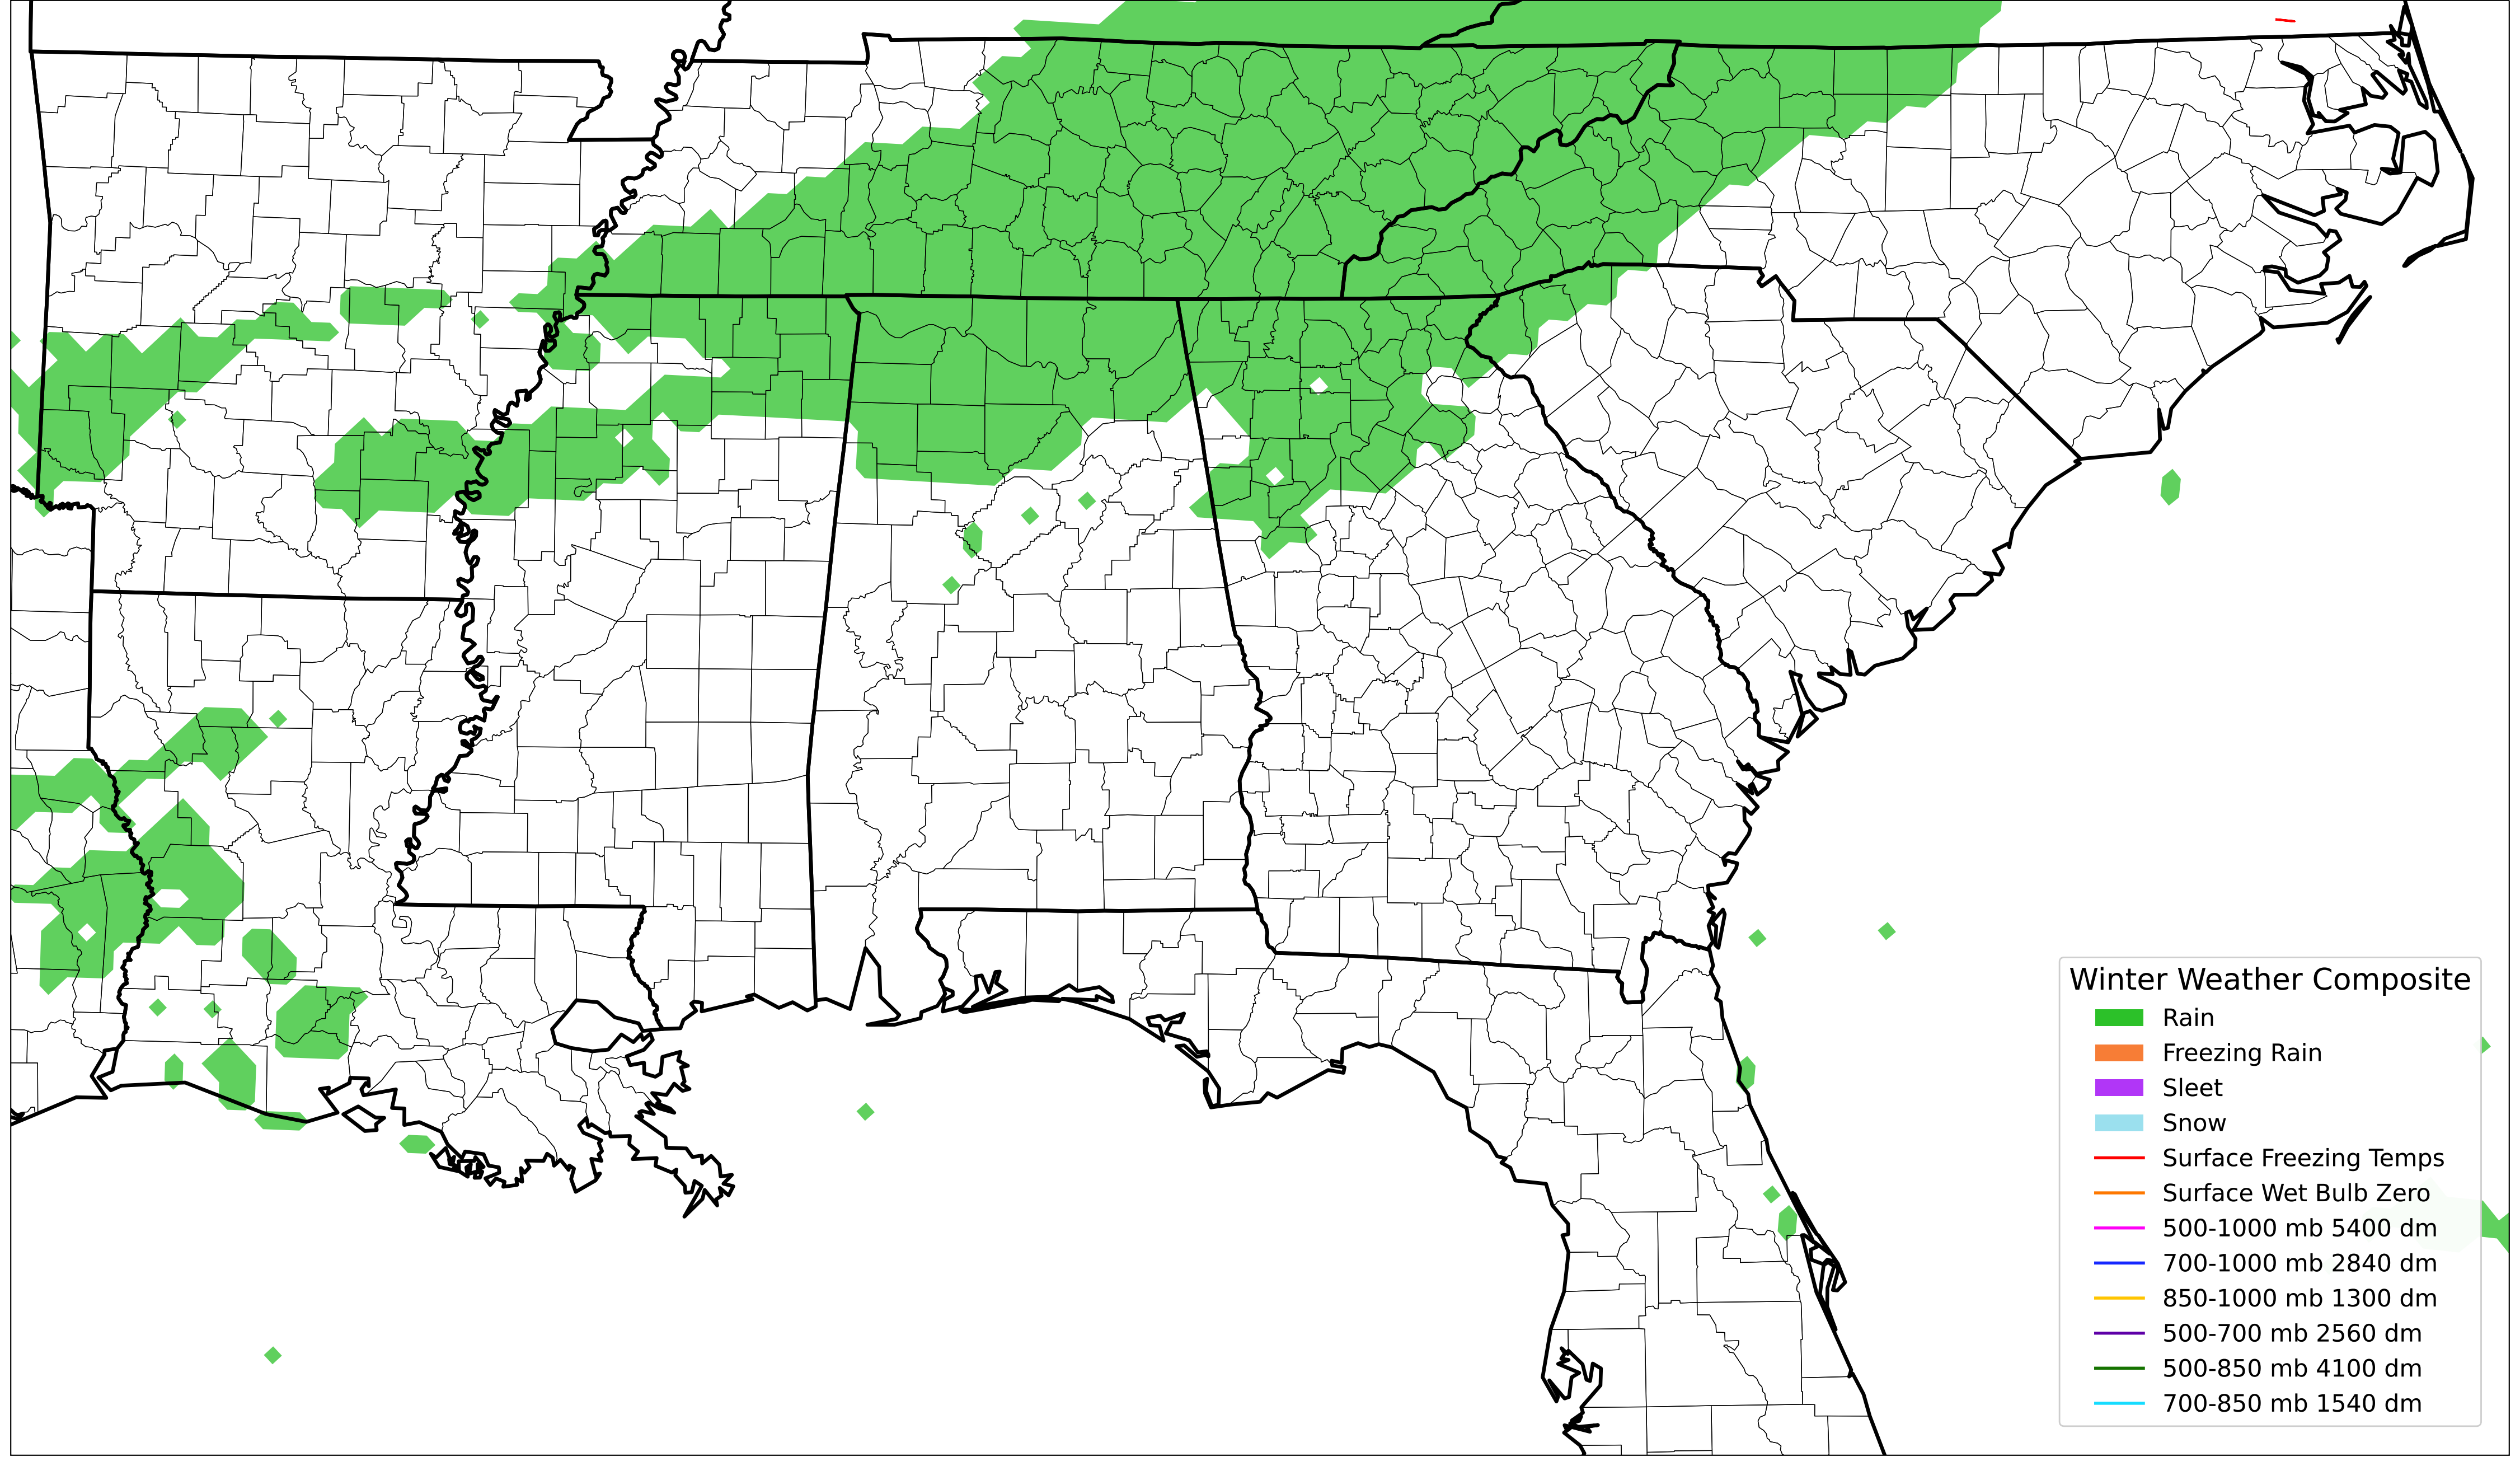 Winter Weather Composite
Rain
Freezing Rain
Sleet
Snow
Surface Freezing Temps
Surface Wet Bulb Zero
500-1000 mb 5400 dm
700-1000 mb 2840 dm
850-1000 mb 1300 dm
500-700 mb 2560 dm
500-850 mb 4100 dm
700-850 mb 1540 dm